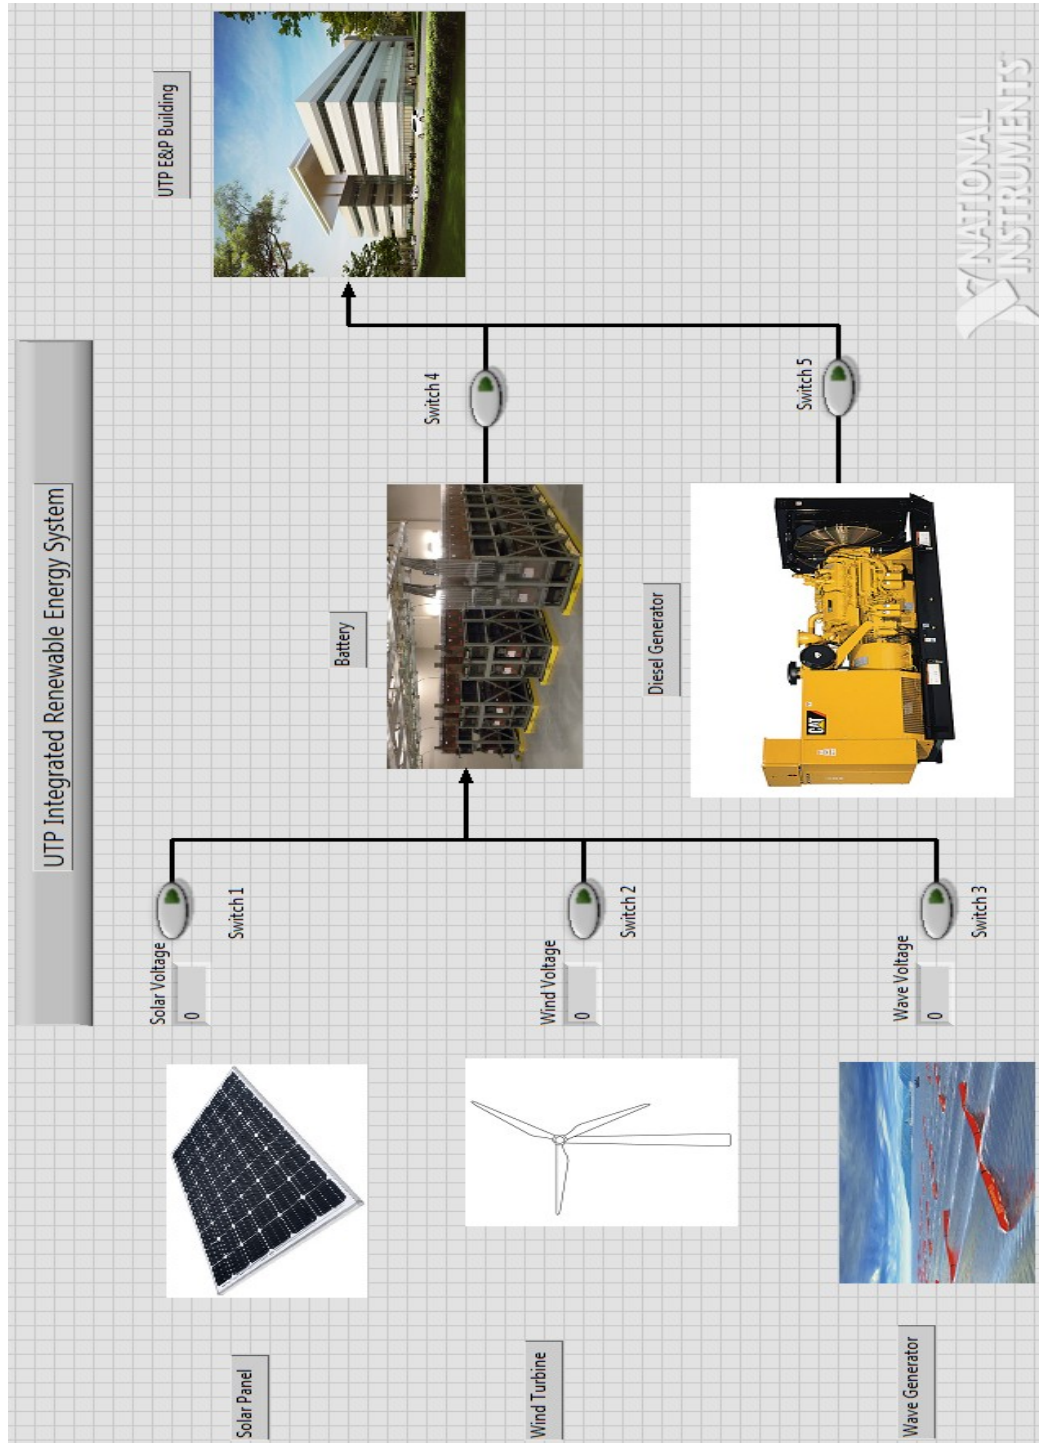 UTP Integrated Renewable Energy System
UTP E&P Building
Solar Panel
Solar Voltage
0
Switch 1
Battery
Switch 4
Wind Turbine
Wind Voltage
0
Switch 2
Diesel Generator
CAT
Switch 5
Wave Generator
Wave Voltage
0
Switch 3
NATIONAL
INSTRUMENTS